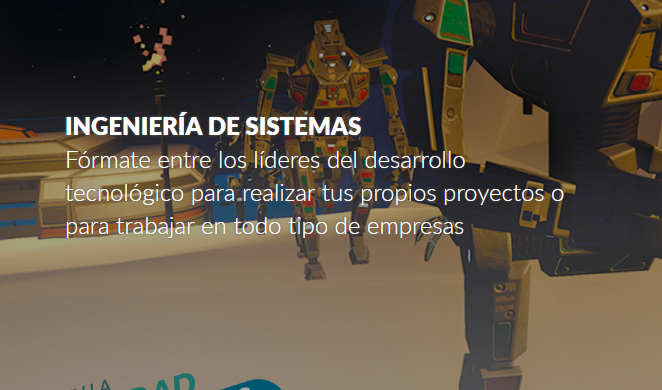 INGENIERÍA DE SISTEMAS
Fórmate entre los líderes del desarrollo
tecnológico para realizar tus propios proyectos o
para trabajar en todo tipo de empresas